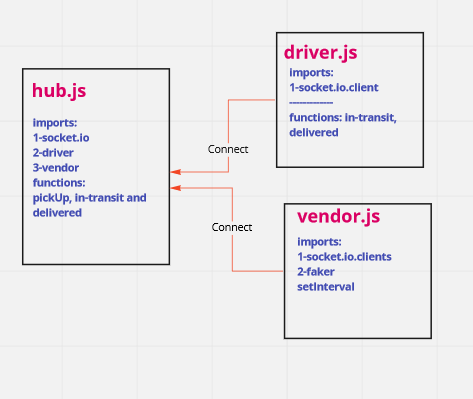 hub.js
imports:
1-socket.io
2-driver
3-vendor
functions:
pickUp, in-transit and
delivered
driver.js
imports:
1-socket.io.client
--------------
functions: in-transit,
delivered
Connect
Connect
vendor.js
imports:
1-socket.io.clients
2-faker
setInterval